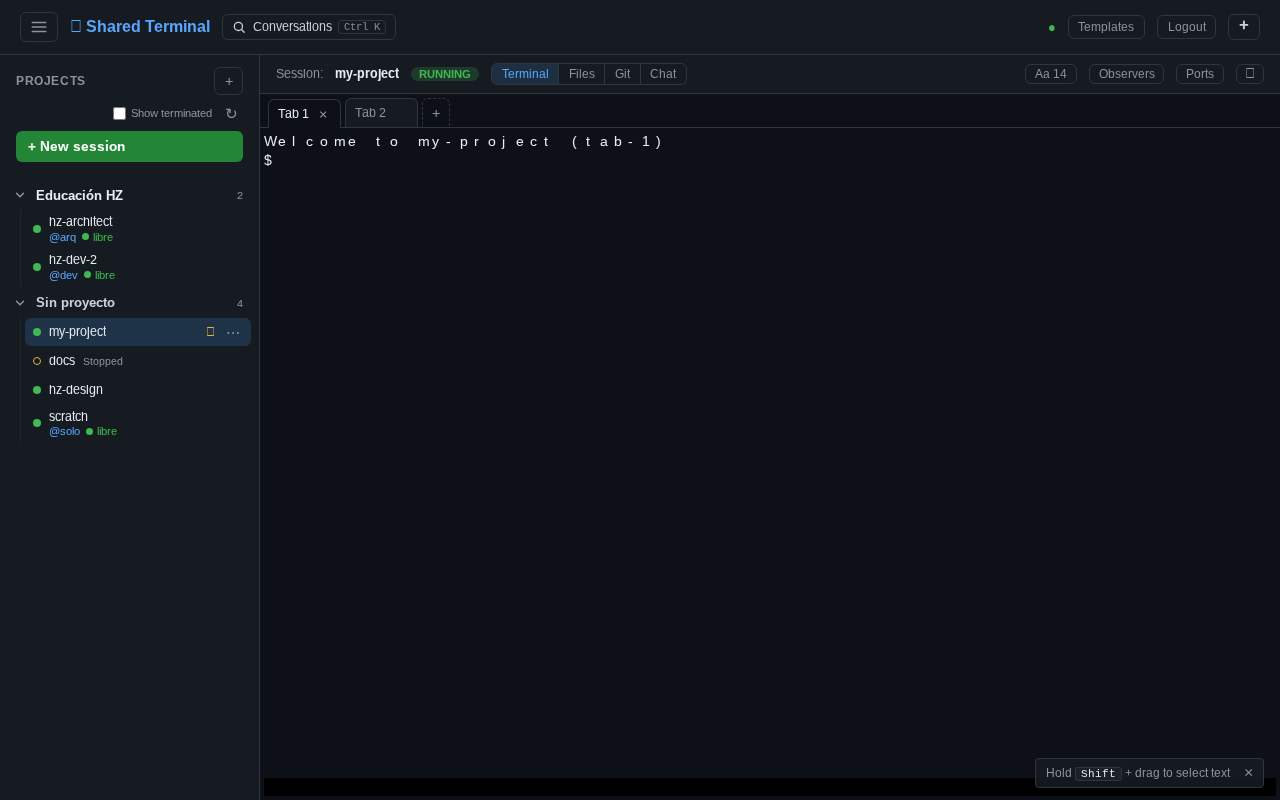 Shared Terminal
Conversations Ctrl K
Templates
Logout
+
PROJECTS
+
Show terminated ↻
+ New session
Educación HZ 2
hz-architect
@arq libre
hz-dev-2
@dev libre
Sin proyecto 4
my-project ...
docs Stopped
hz-design
scratch
@solo libre
Session: my-project RUNNING
Terminal Files Git Chat
Aa 14
Observers
Ports
Tab 1 ×
Tab 2
+
Welcome to my-project (tab-1)
$
Hold Shift + drag to select text ×